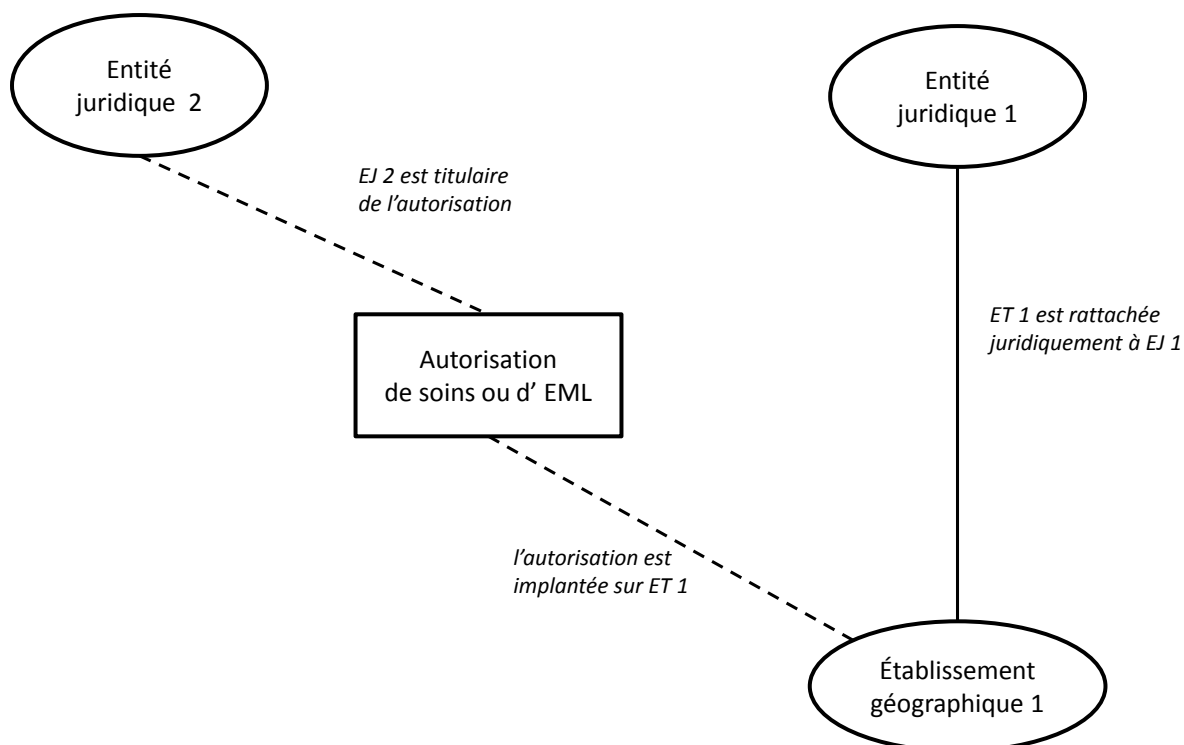 Entité
juridique 2
Entité
juridique 1
EJ 2 est titulaire
de l'autorisation
ET 1 est rattachée
juridiquement à EJ 1
Autorisation
de soins ou d' EML
l'autorisation est
implantée sur ET 1
Établissement
géographique 1